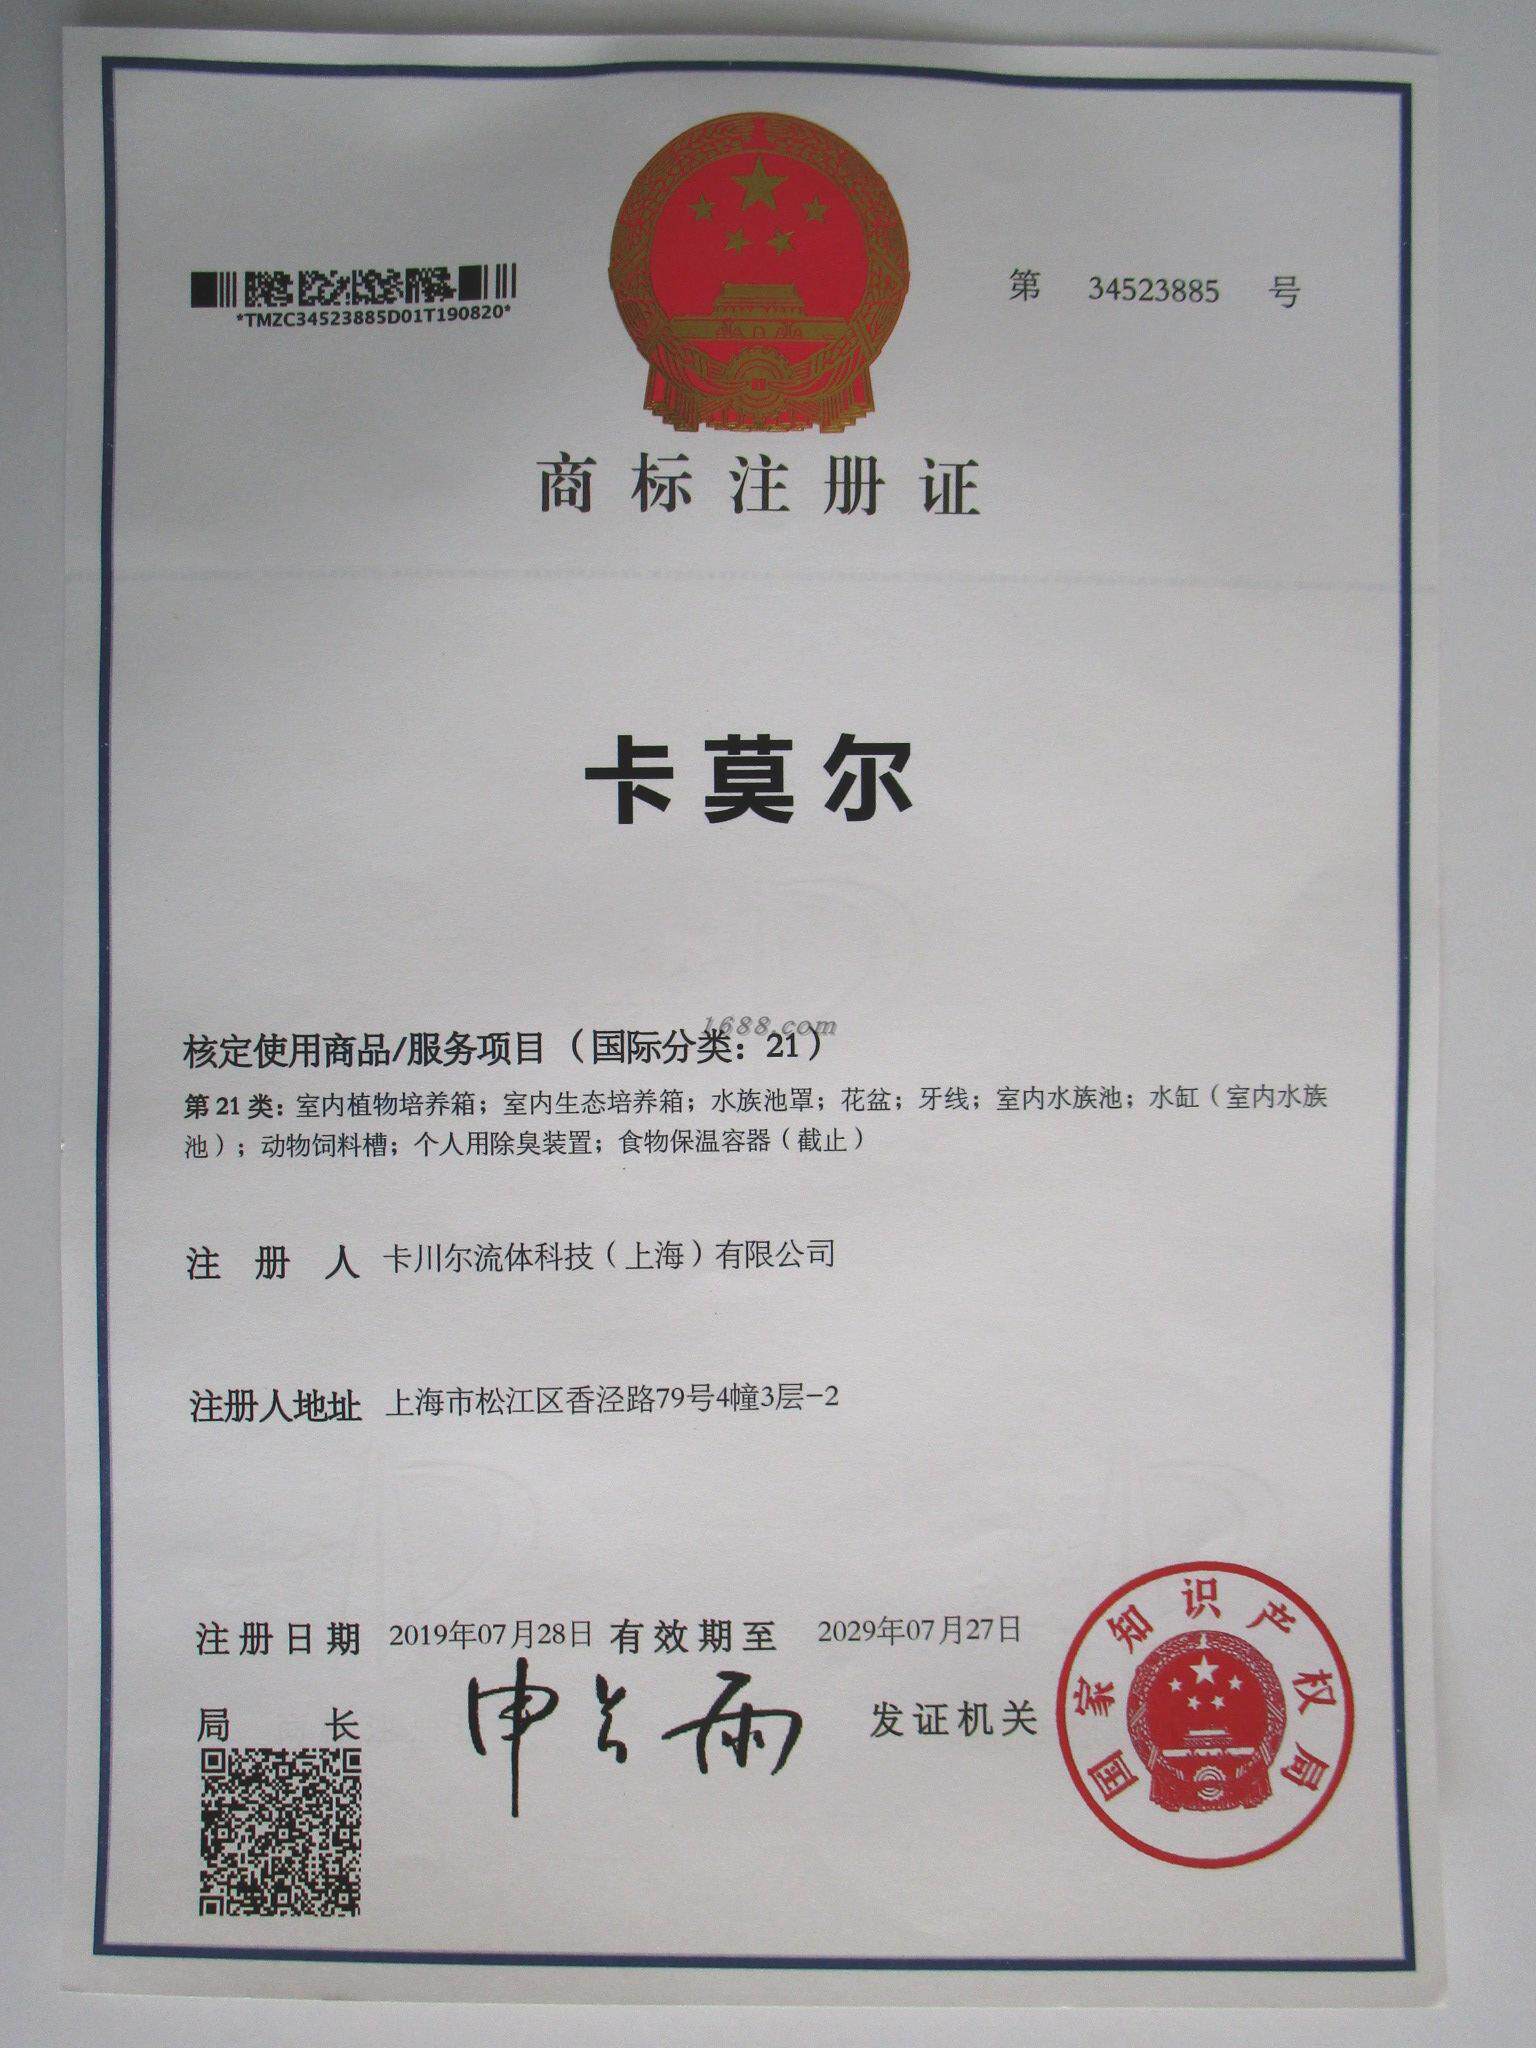 *TMZC34523885D01T190820*
第 34523885 号
商标注册证
卡莫尔
1688.com
核定使用商品/服务项目（国际分类：21）
第 21 类：室内植物培养箱；室内生态培养箱；水族池罩；花盆；牙线；室内水族池；水缸（室内水族
池）；动物饲料槽；个人用除臭装置；食物保温容器（截止）
注册人 卡川尔流体科技（上海）有限公司
注册人地址 上海市松江区香泾路79号4幢3层-2
注册日期 2019年07月28日 有效期至 2029年07月27日
局长 申长雨 发证机关
国家知识产权局